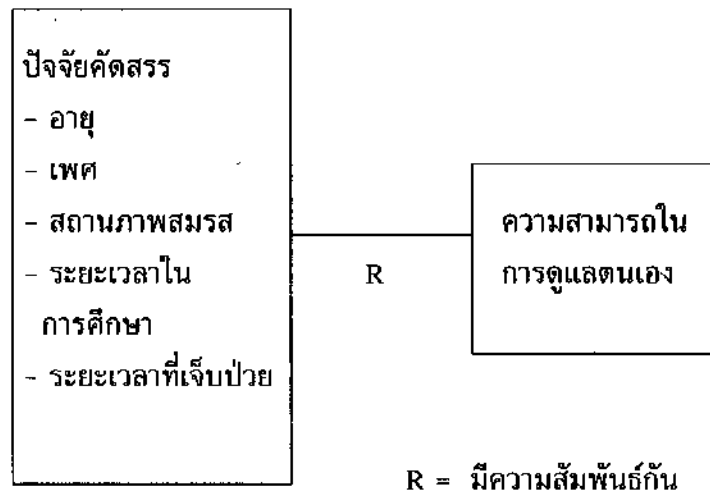 ปัจจัยคัดสรร
- อายุ
- เพศ
- สถานภาพสมรส
- ระยะเวลาใน
การศึกษา
- ระยะเวลาที่เจ็บป่วย
R
ความสามารถใน
การดูแลตนเอง
R = มีความสัมพันธ์กัน